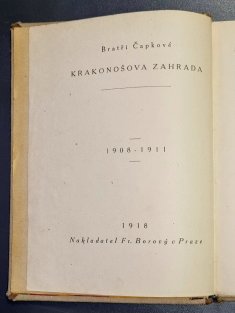 Bratři Čapkové
KRAKONOŠOVA ZAHRADA
1908-1911
1918
Nakladatel Fr. Borový v Praze